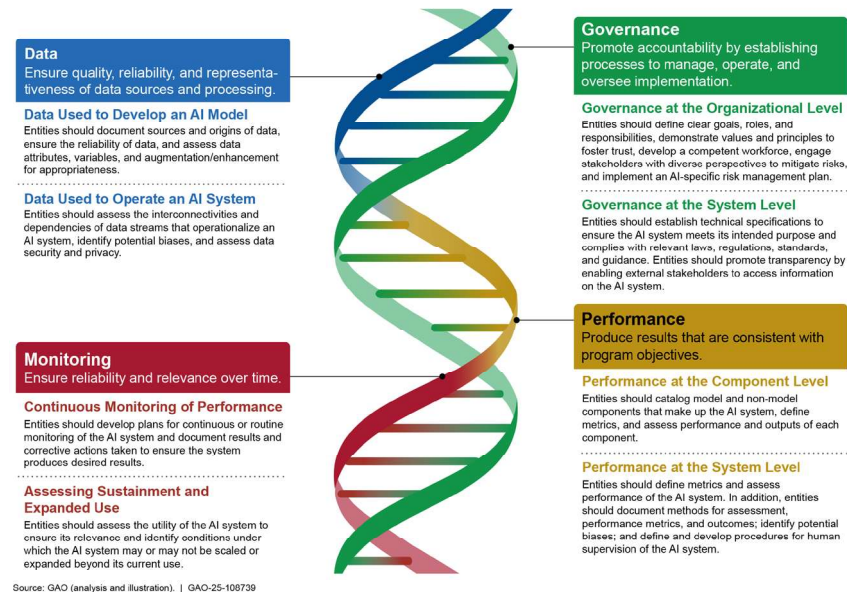 Data
Ensure quality, reliability, and representa-
tiveness of data sources and processing.
Data Used to Develop an AI Model
Entities should document sources and origins of data,
ensure the reliability of data, and assess data
attributes, variables, and augmentation/enhancement
for appropriateness.
Data Used to Operate an AI System
Entities should assess the interconnectivities and
dependencies of data streams that operationalize an
AI system, identify potential biases, and assess data
security and privacy.
Governance
Promote accountability by establishing
processes to manage, operate, and
oversee implementation.
Governance at the Organizational Level
Entities should define clear goals, roles, and
responsibilities, demonstrate values and principles to
foster trust, develop a competent workforce, engage
stakeholders with diverse perspectives to mitigate risks,
and implement an AI-specific risk management plan.
Governance at the System Level
Entities should establish technical specifications to
ensure the AI system meets its intended purpose and
complies with relevant laws, regulations, standards,
and guidance. Entities should promote transparency by
enabling external stakeholders to access information
on the AI system.
Monitoring
Ensure reliability and relevance over time.
Continuous Monitoring of Performance
Entities should develop plans for continuous or routine
monitoring of the AI system and document results and
corrective actions taken to ensure the system
produces desired results.
Assessing Sustainment and
Expanded Use
Entities should assess the utility of the AI system to
ensure its relevance and identify conditions under
which the AI system may or may not be scaled or
expanded beyond its current use.
Performance
Produce results that are consistent with
program objectives.
Performance at the Component Level
Entities should catalog model and non-model
components that make up the AI system, define
metrics, and assess performance and outputs of each
component.
Performance at the System Level
Entities should define metrics and assess
performance of the AI system. In addition, entities
should document methods for assessment,
performance metrics, and outcomes; identify potential
biases; and define and develop procedures for human
supervision of the AI system.
Source: GAO (analysis and illustration). | GAO-25-108739